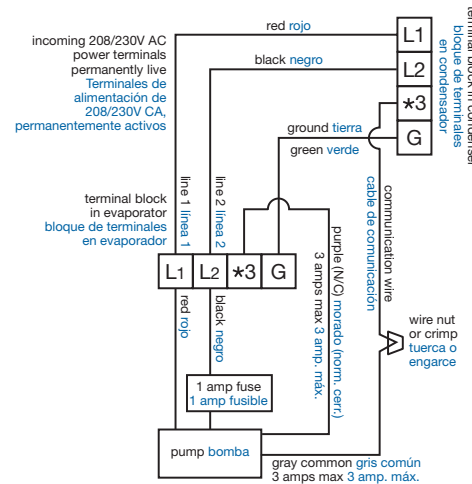 red rojo
L1
incoming 208/230V AC
power terminals
permanently live
Terminales de
alimentación de
208/230V CA,
permanentemente activos
black negro
L2
*3
G
terminal block in condenser
bloque de terminales
en condensador
ground tierra
green verde
line 1 línea 1
line 2 línea 2
terminal block
in evaporator
bloque de terminales
en evaporador
L1
L2
*3
G
communication wire
cable de comunicación
purple (N/C) morado (norm. cerr.)
3 amps max 3 amp. máx.
red rojo
black negro
wire nut
or crimp
tuerca o
engarce
1 amp fuse
1 amp fusible
pump bomba
gray common gris común
3 amps max 3 amp. máx.